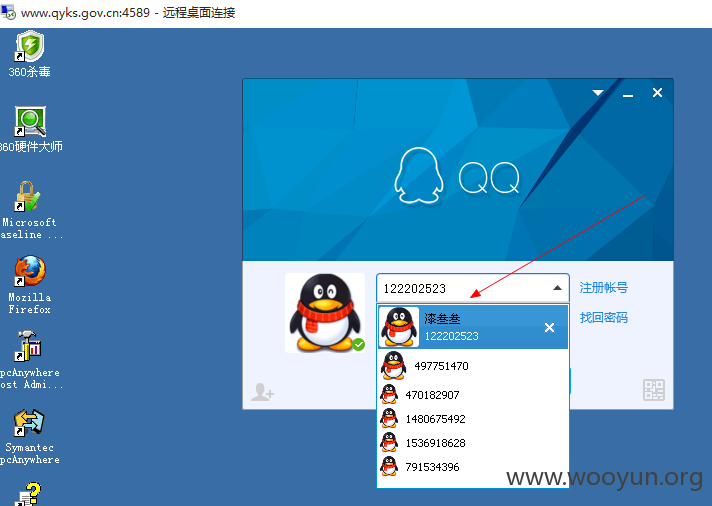 www.qyks.gov.cn:4589 - 远程桌面连接
360杀毒
360硬件大师
Microsoft
aseline ...
Mozilla
Firefox
pcAnywhere
ost Admi...
Symantec
pcAnywhere
QQ
122202523
注册帐号
漆叁叁
122202523
找回密码
497751470
470182907
1480675492
1536918628
791534396
www.wooyun.org